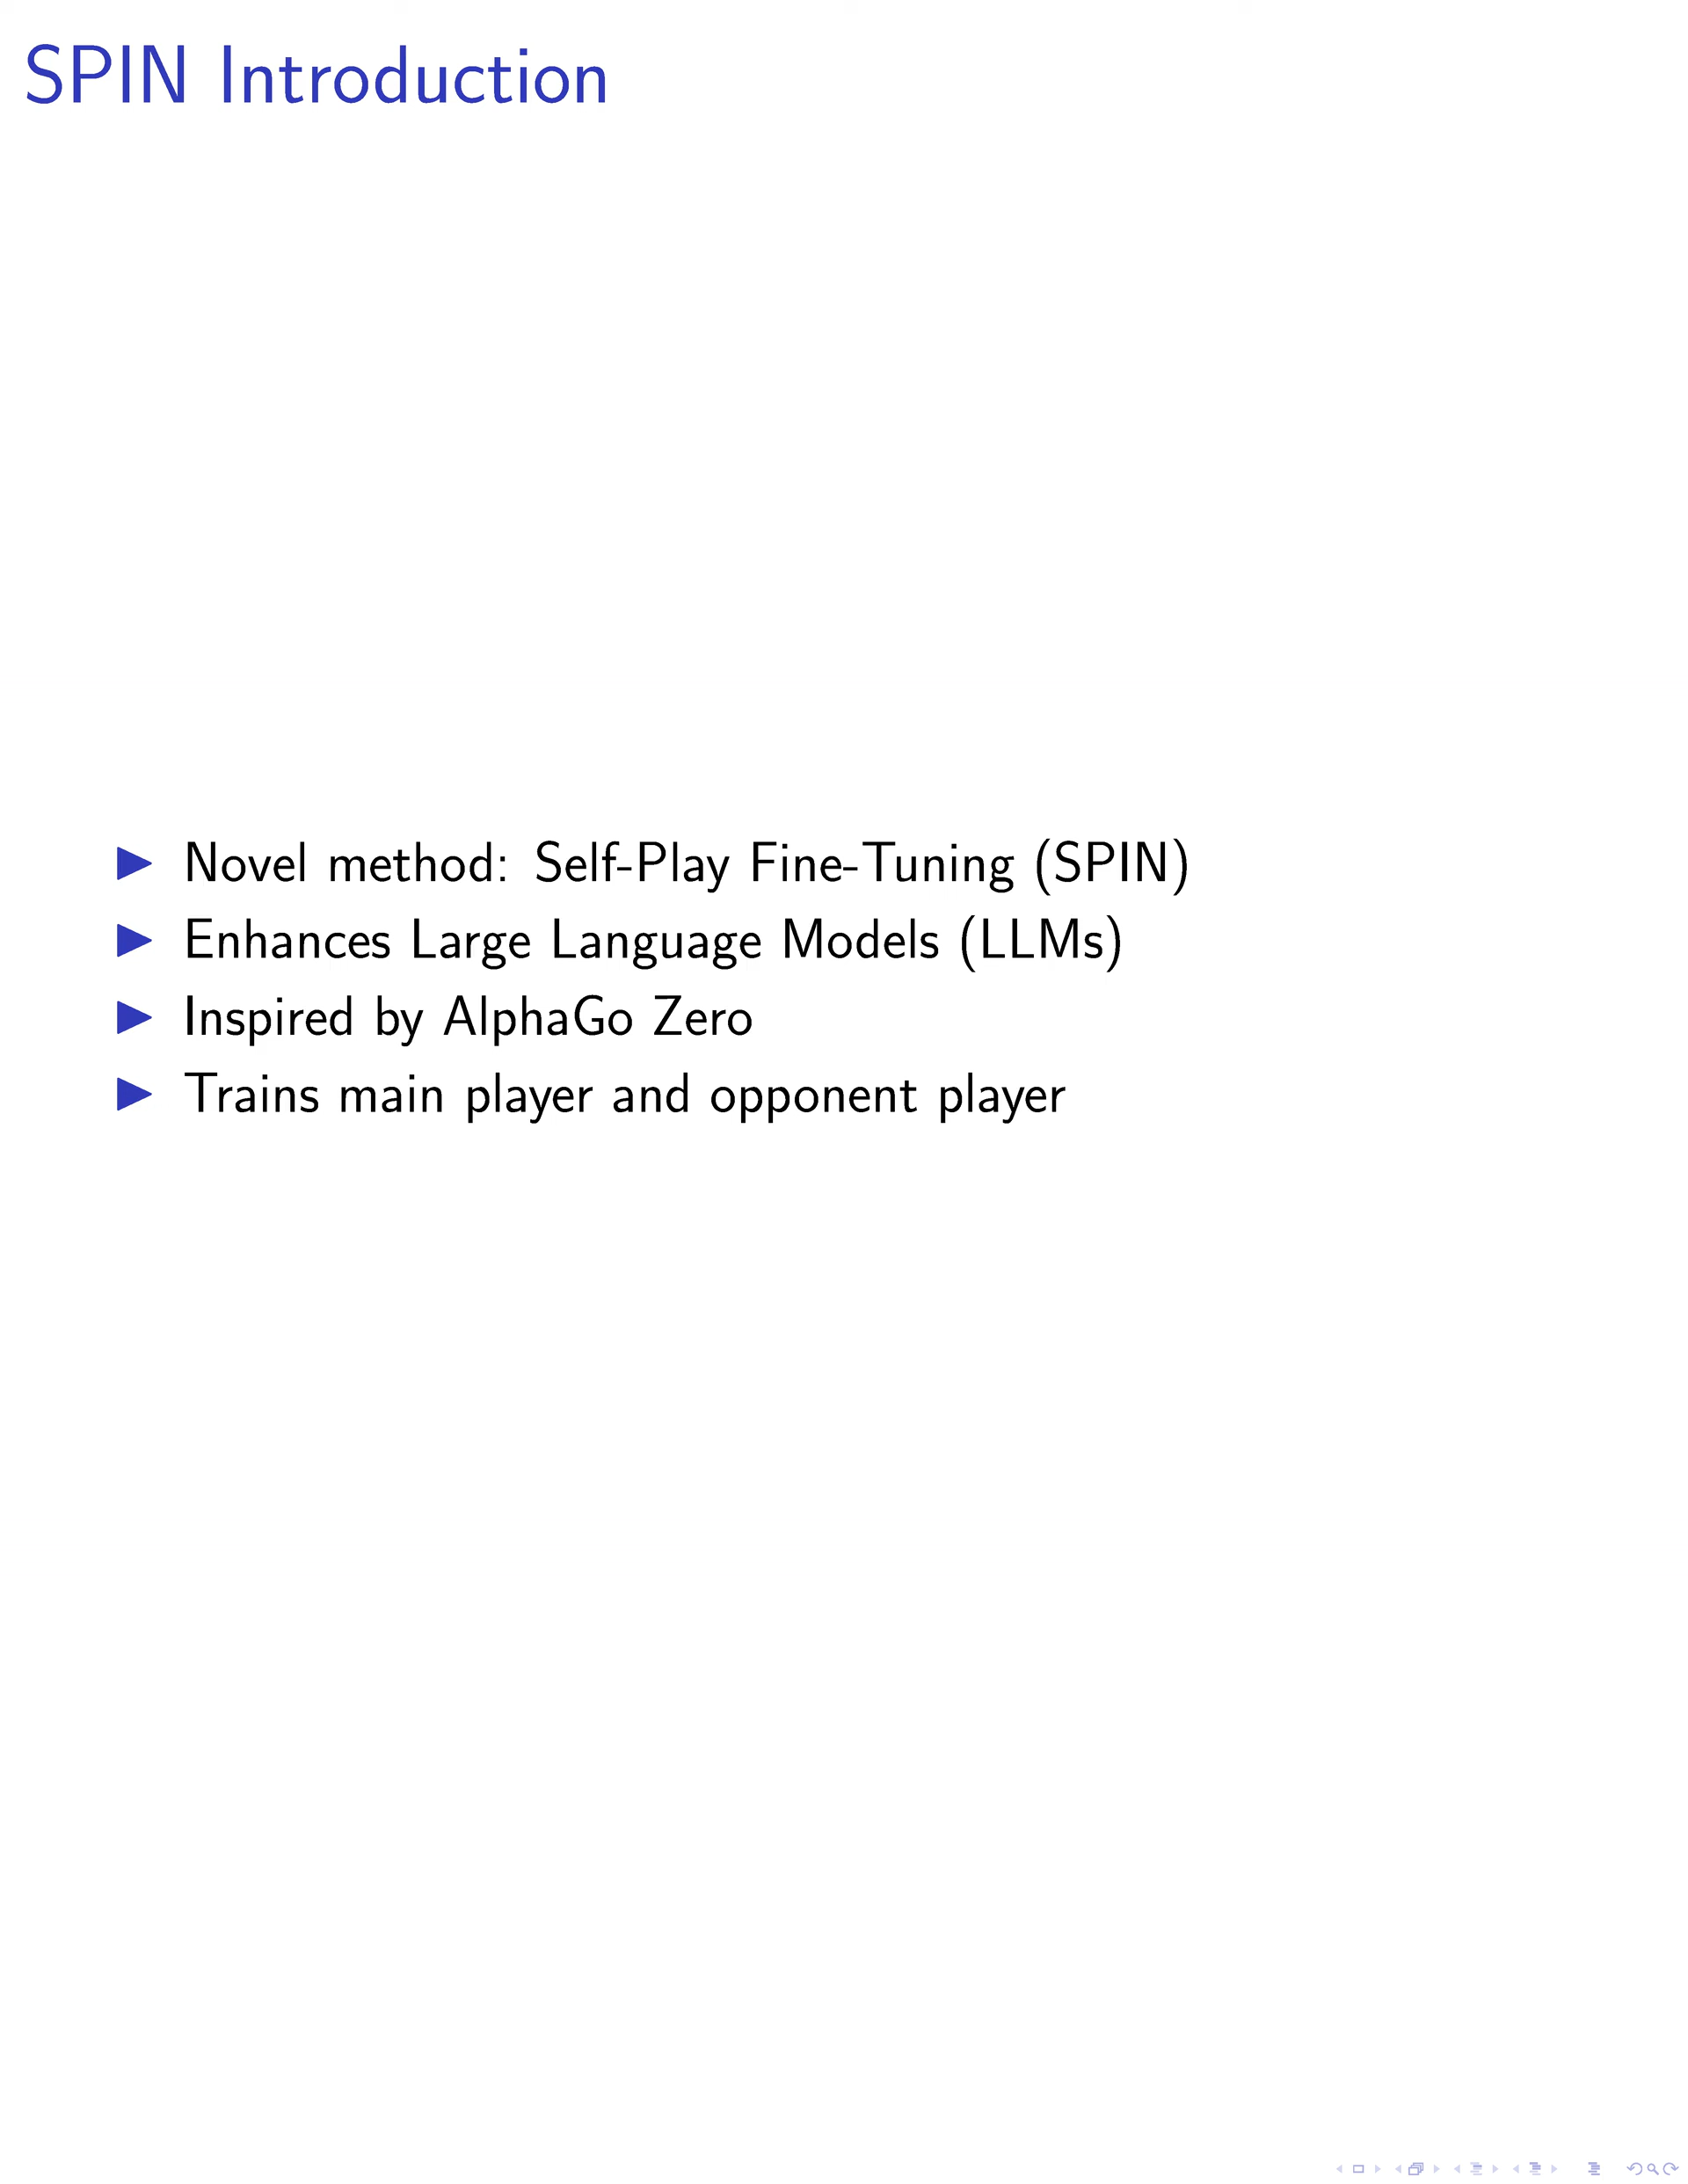 SPIN Introduction
Novel method: Self-Play Fine-Tuning (SPIN)
Enhances Large Language Models (LLMs)
Inspired by AlphaGo Zero
Trains main player and opponent player